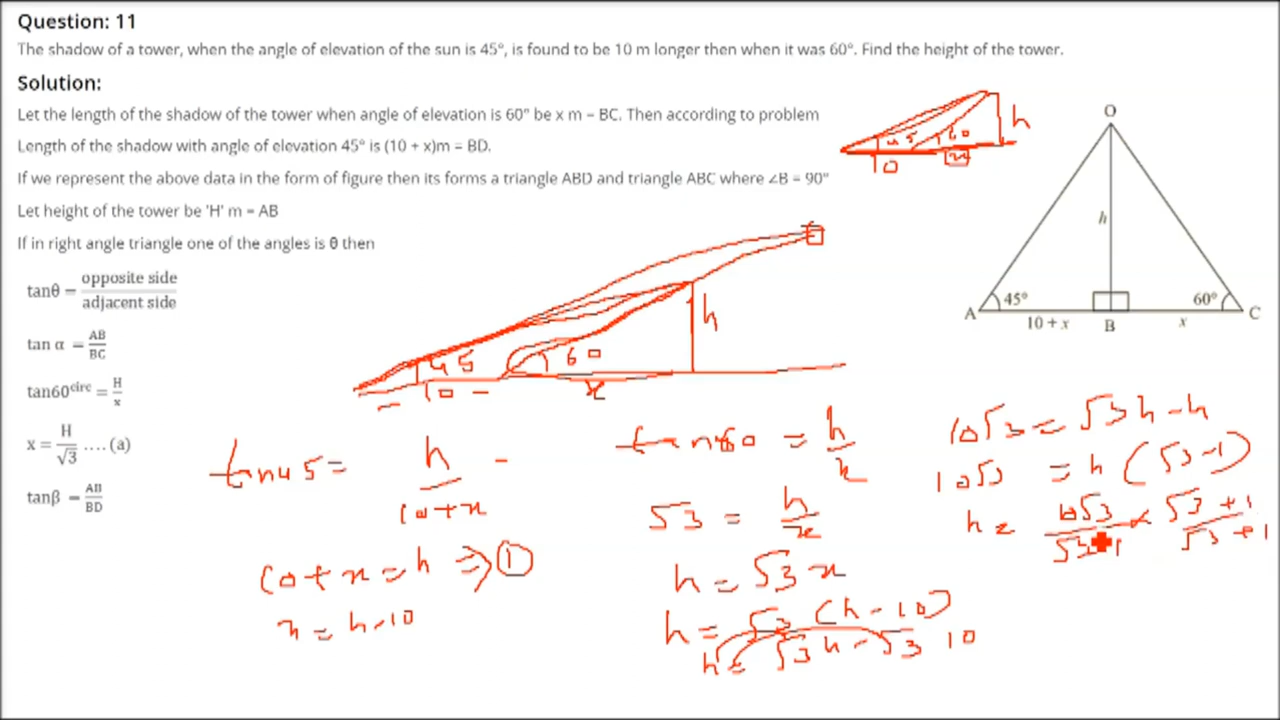 Question: 11
The shadow of a tower, when the angle of elevation of the sun is 45°, is found to be 10 m longer then when it was 60°. Find the height of the tower.
Solution:
Let the length of the shadow of the tower when angle of elevation is 60° be x m – BC. Then according to problem
Length of the shadow with angle of elevation 45° is (10 + x)m = BD.
If we represent the above data in the form of figure then its forms a triangle ABD and triangle ABC where ∠B = 90°
Let height of the tower be 'H' m = AB
If in right angle triangle one of the angles is θ then
tanθ = opposite side / adjacent side
tan α = AB/BC
tan60^circ = H/x
x = H/√3 .... (a)
tanβ = AB/BD
45 60 h
10 x
O
h
45° 60°
A 10 + x B x C
h
45 60
10 x
tan45 = h/10+x =
10+x = h ⇒ ①
x = h-10
tan60 = h/x
√3 = h/x
h = √3 x
h = √3 (h - 10)
h = √3 h - √3 10
10√3 = √3 h - h
10√3 = h (√3 -1)
h = 10√3/√3 1 × √3 +1/√3 +1